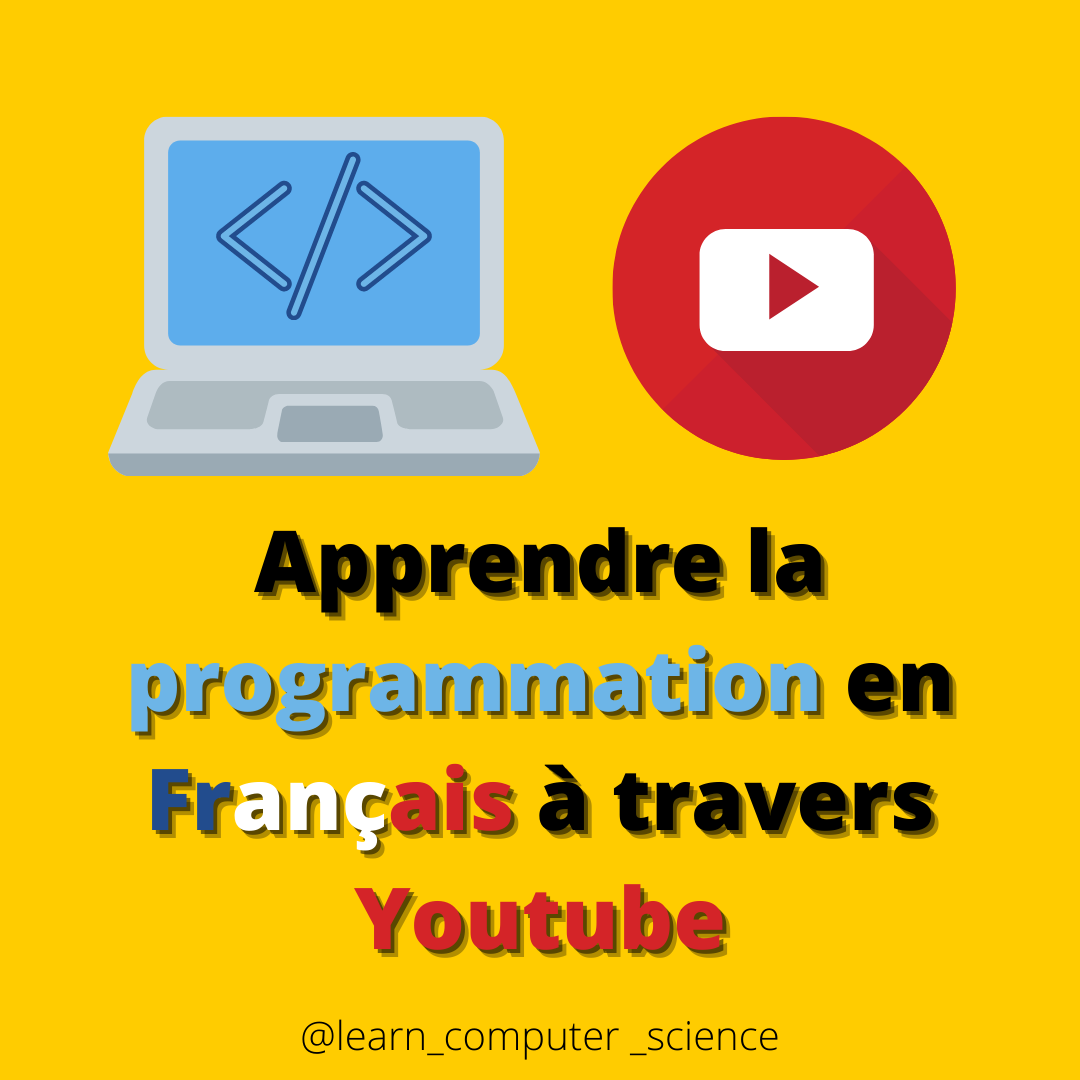 </>
Apprendre la
programmation en
Français à travers
Youtube
@learn_computer _science